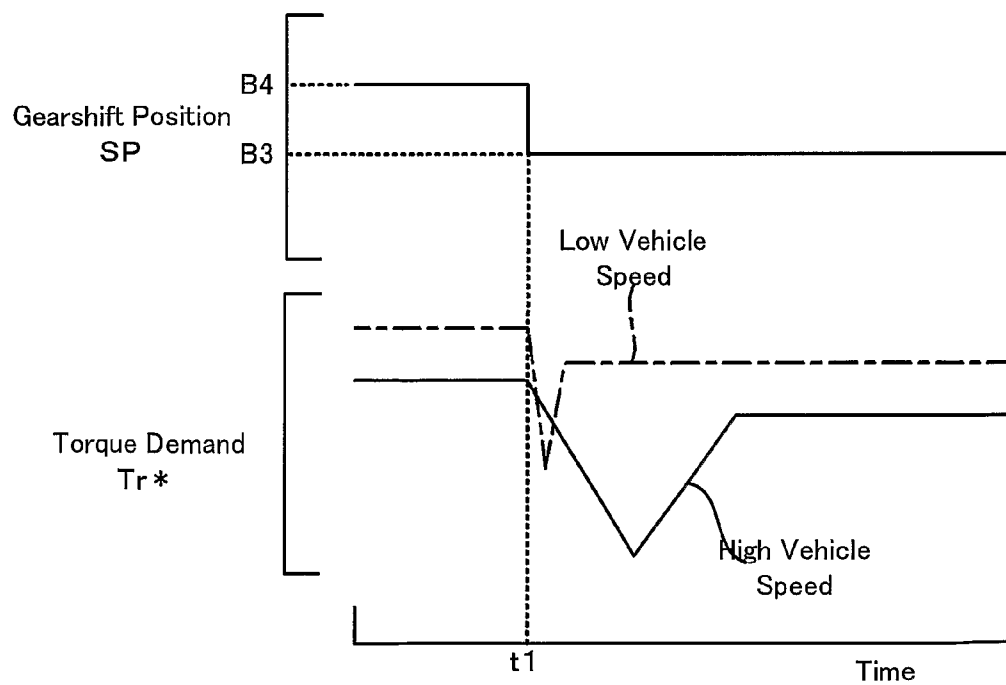 B4
Gearshift Position
SP
B3
Low Vehicle
Speed
Torque Demand
Tr*
High Vehicle
Speed
t1
Time